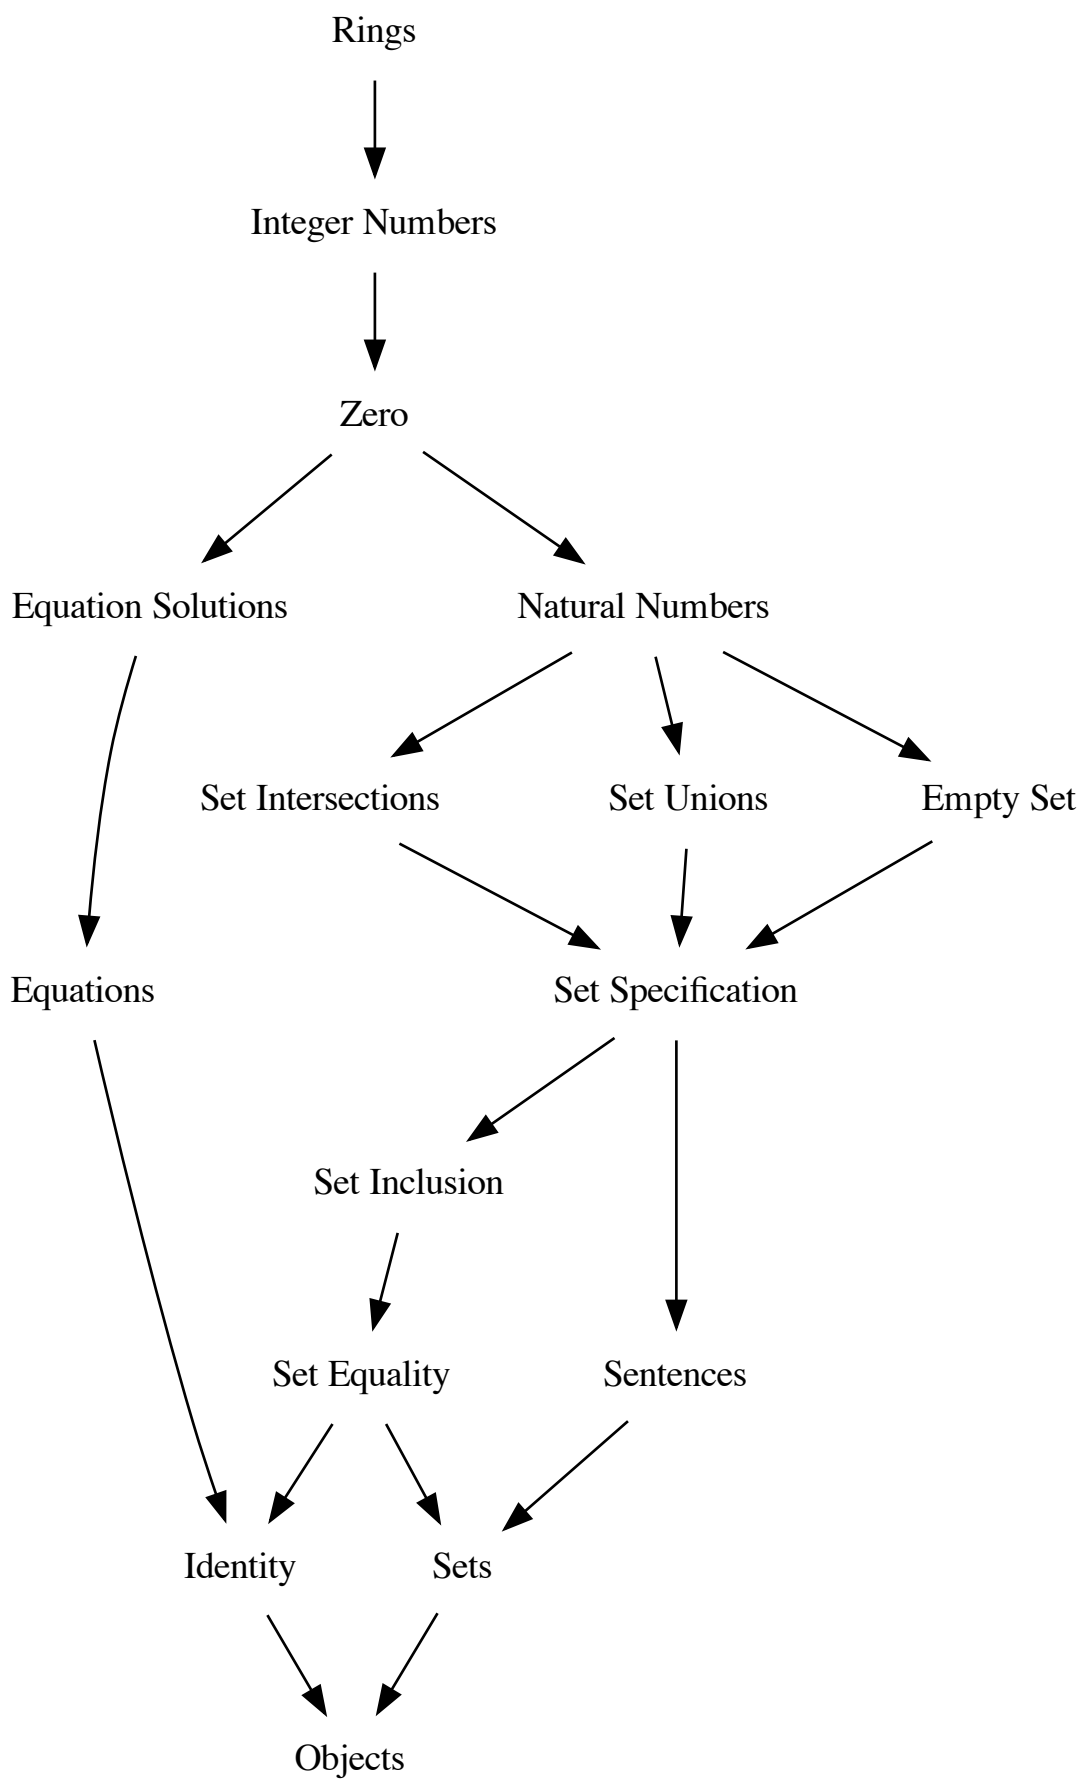 Rings
Integer Numbers
Zero
Equation Solutions
Natural Numbers
Set Intersections
Set Unions
Empty Set
Equations
Set Specification
Set Inclusion
Set Equality
Sentences
Identity
Sets
Objects